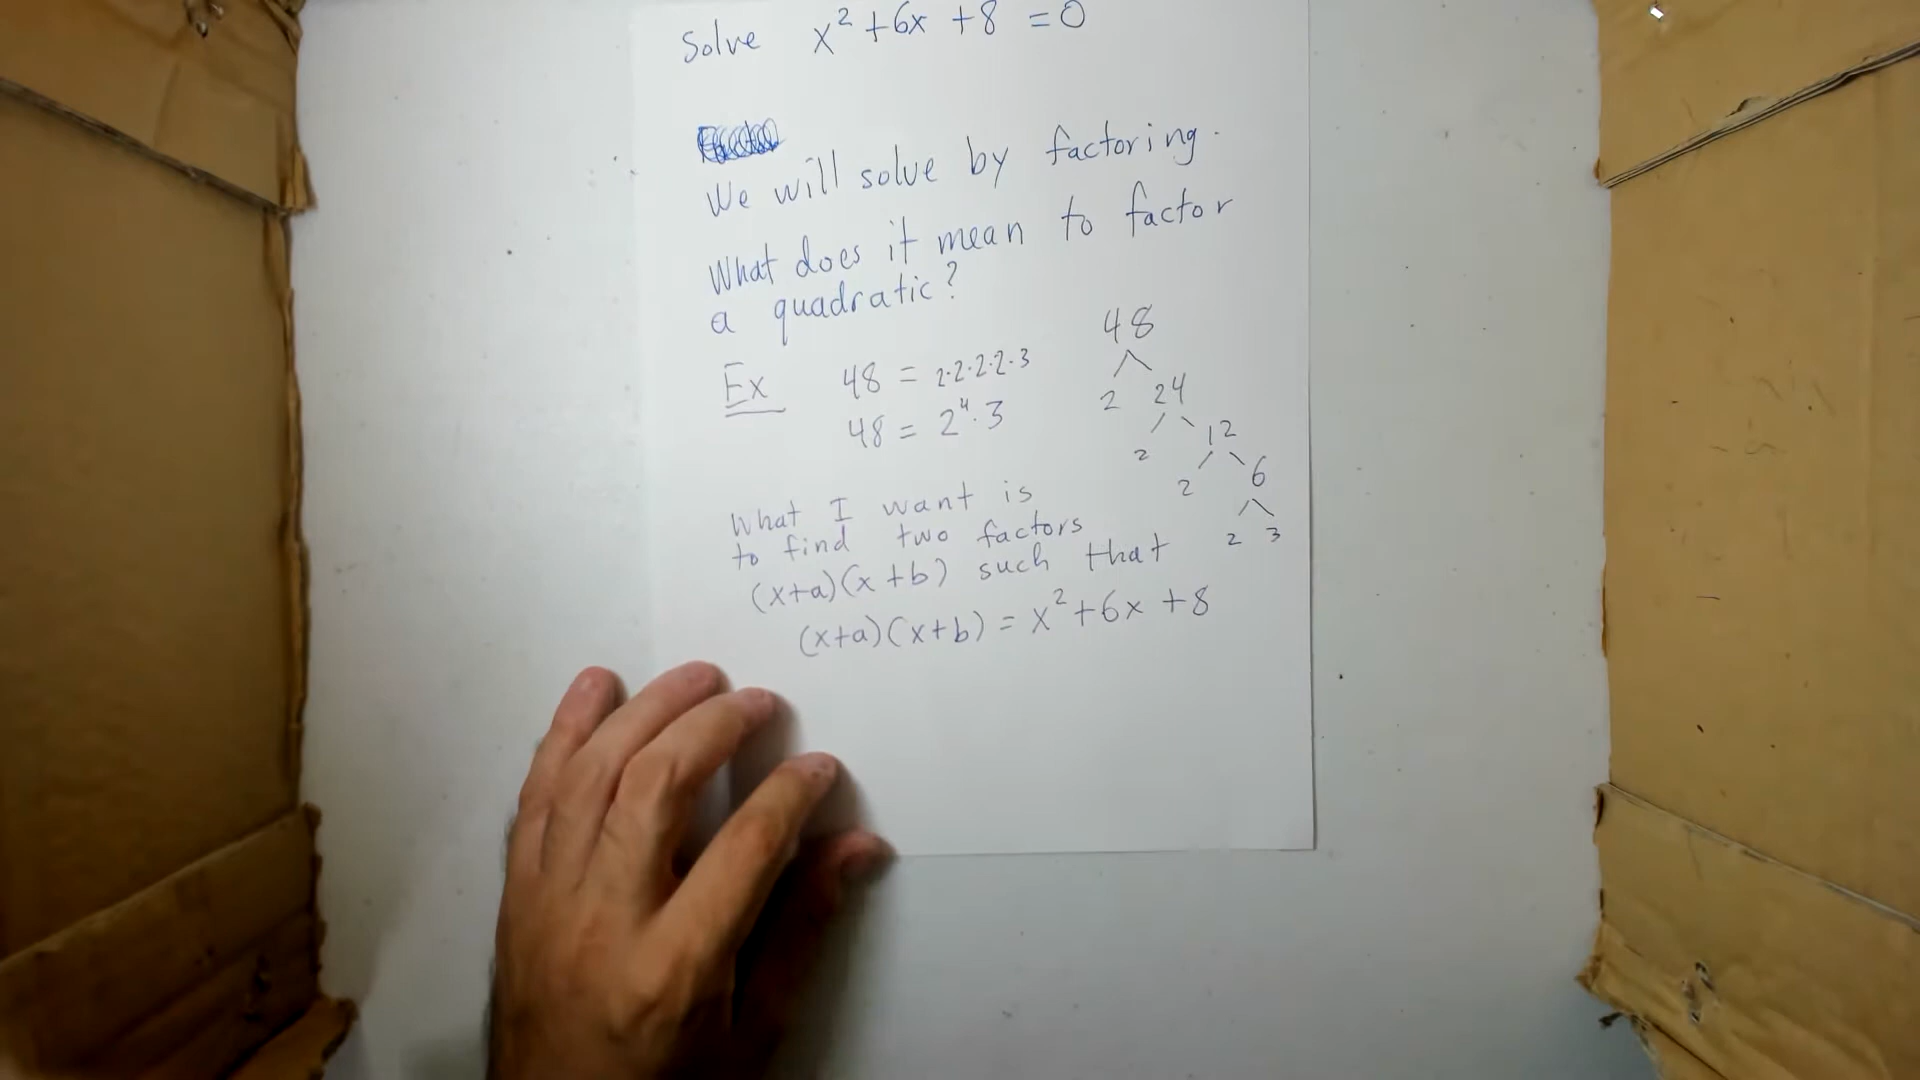 Solve x² + 6x + 8 = 0
We will solve by factoring.
What does it mean to factor
a quadratic?
Ex 48 = 2·2·2·2·3
48 = 2⁴·3
48
2 24
2 12
2 6
2 3
What I want is
to find two factors
(x+a)(x+b) such that
(x+a)(x+b) = x² + 6x + 8